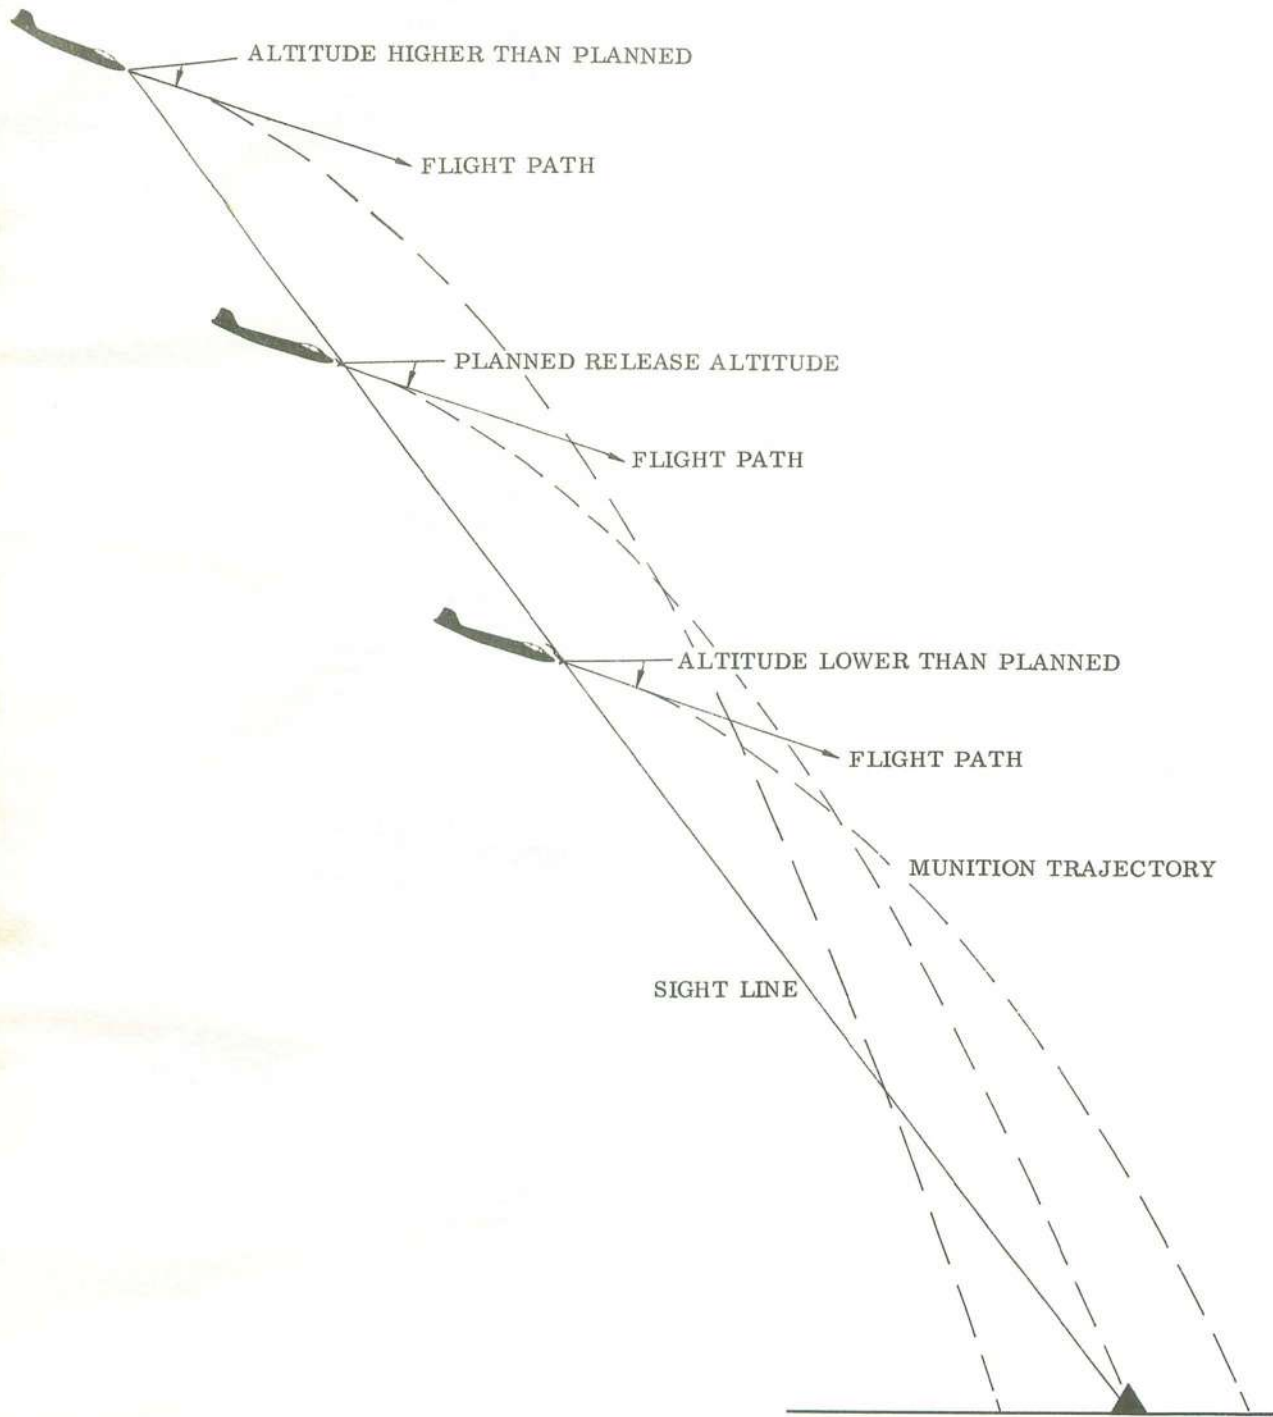 ALTITUDE HIGHER THAN PLANNED
FLIGHT PATH
PLANNED RELEASE ALTITUDE
FLIGHT PATH
ALTITUDE LOWER THAN PLANNED
FLIGHT PATH
MUNITION TRAJECTORY
SIGHT LINE